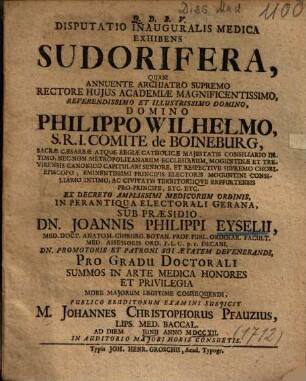 Diss. Med. 1100
Q. D. B. V.
DISPUTATIO INAUGURALIS MEDICA
EXHIBENS
SUDORIFERA,
QUAM
ANNUENTE ARCHIATRO SUPREMO
RECTORE HUJUS ACADEMIÆ MAGNIFICENTISSIMO,
REVERENDISSIMO ET ILLUSTRISSIMO DOMINO,
DOMINO
PHILIPPO WILHELMO,
S.R.I. COMITE de BOINEBURG,
SACRÆ CÆSAREÆ ATQUE REGIÆ CATHOLICÆ MAJESTATIS CONSILIARIO IN-
TIMO, NEC NON METROPOLITANARUM ECCLESIARUM, MOGUNTINÆ ET TRE-
VIRENSIS CANONICO CAPITULARI SENIORE, ET RESPECTIVE SUPREMO CHORI-
EPISCOPO; EMINENTISSIMI PRINCIPIS ELECTORIS MOGUNTINI CONSI-
LIARIO INTIMO, AC CIVITATIS TERRITORIIQUE ERFFURTENSIS
PRO-PRINCIPE, ETC. ETC.
EX DECRETO AMPLISSIMI MEDICORUM ORDINIS,
IN PERANTIQUA ELECTORALI GERANA,
SUB PRÆSIDIO
DN. JOANNIS PHILIPPI EYSELII,
MED. DOCT. ANATOM. CHIRURG. BOTAN. PROF. PUBL. ORDINAR. FACULT.
MED. ASSESSORIS ORD. p.t. DECANI,
DN. PROMOTORIS ET PATRONI SUI ÆTATEM DEVENERANDI,
PRO GRADU DOCTORALI
SUMMOS IN ARTE MEDICA HONORES
ET PRIVILEGIA
MORE MAJORUM LEGITIME CONSEQUENDI,
PUBLICO ERUDITORUM EXAMINI SUBJICIT
M. JOHANNES CHRISTOPHORUS PFAUZIUS,
LIPS. MED. BACCAL.
AD DIEM JUNII ANNO MDCCXII.
(1712)
IN AUDITORIO MAJORI HORIS CONSUETIS.
Typis JOH. HENR. GROSCHII, Acad. Typogr.